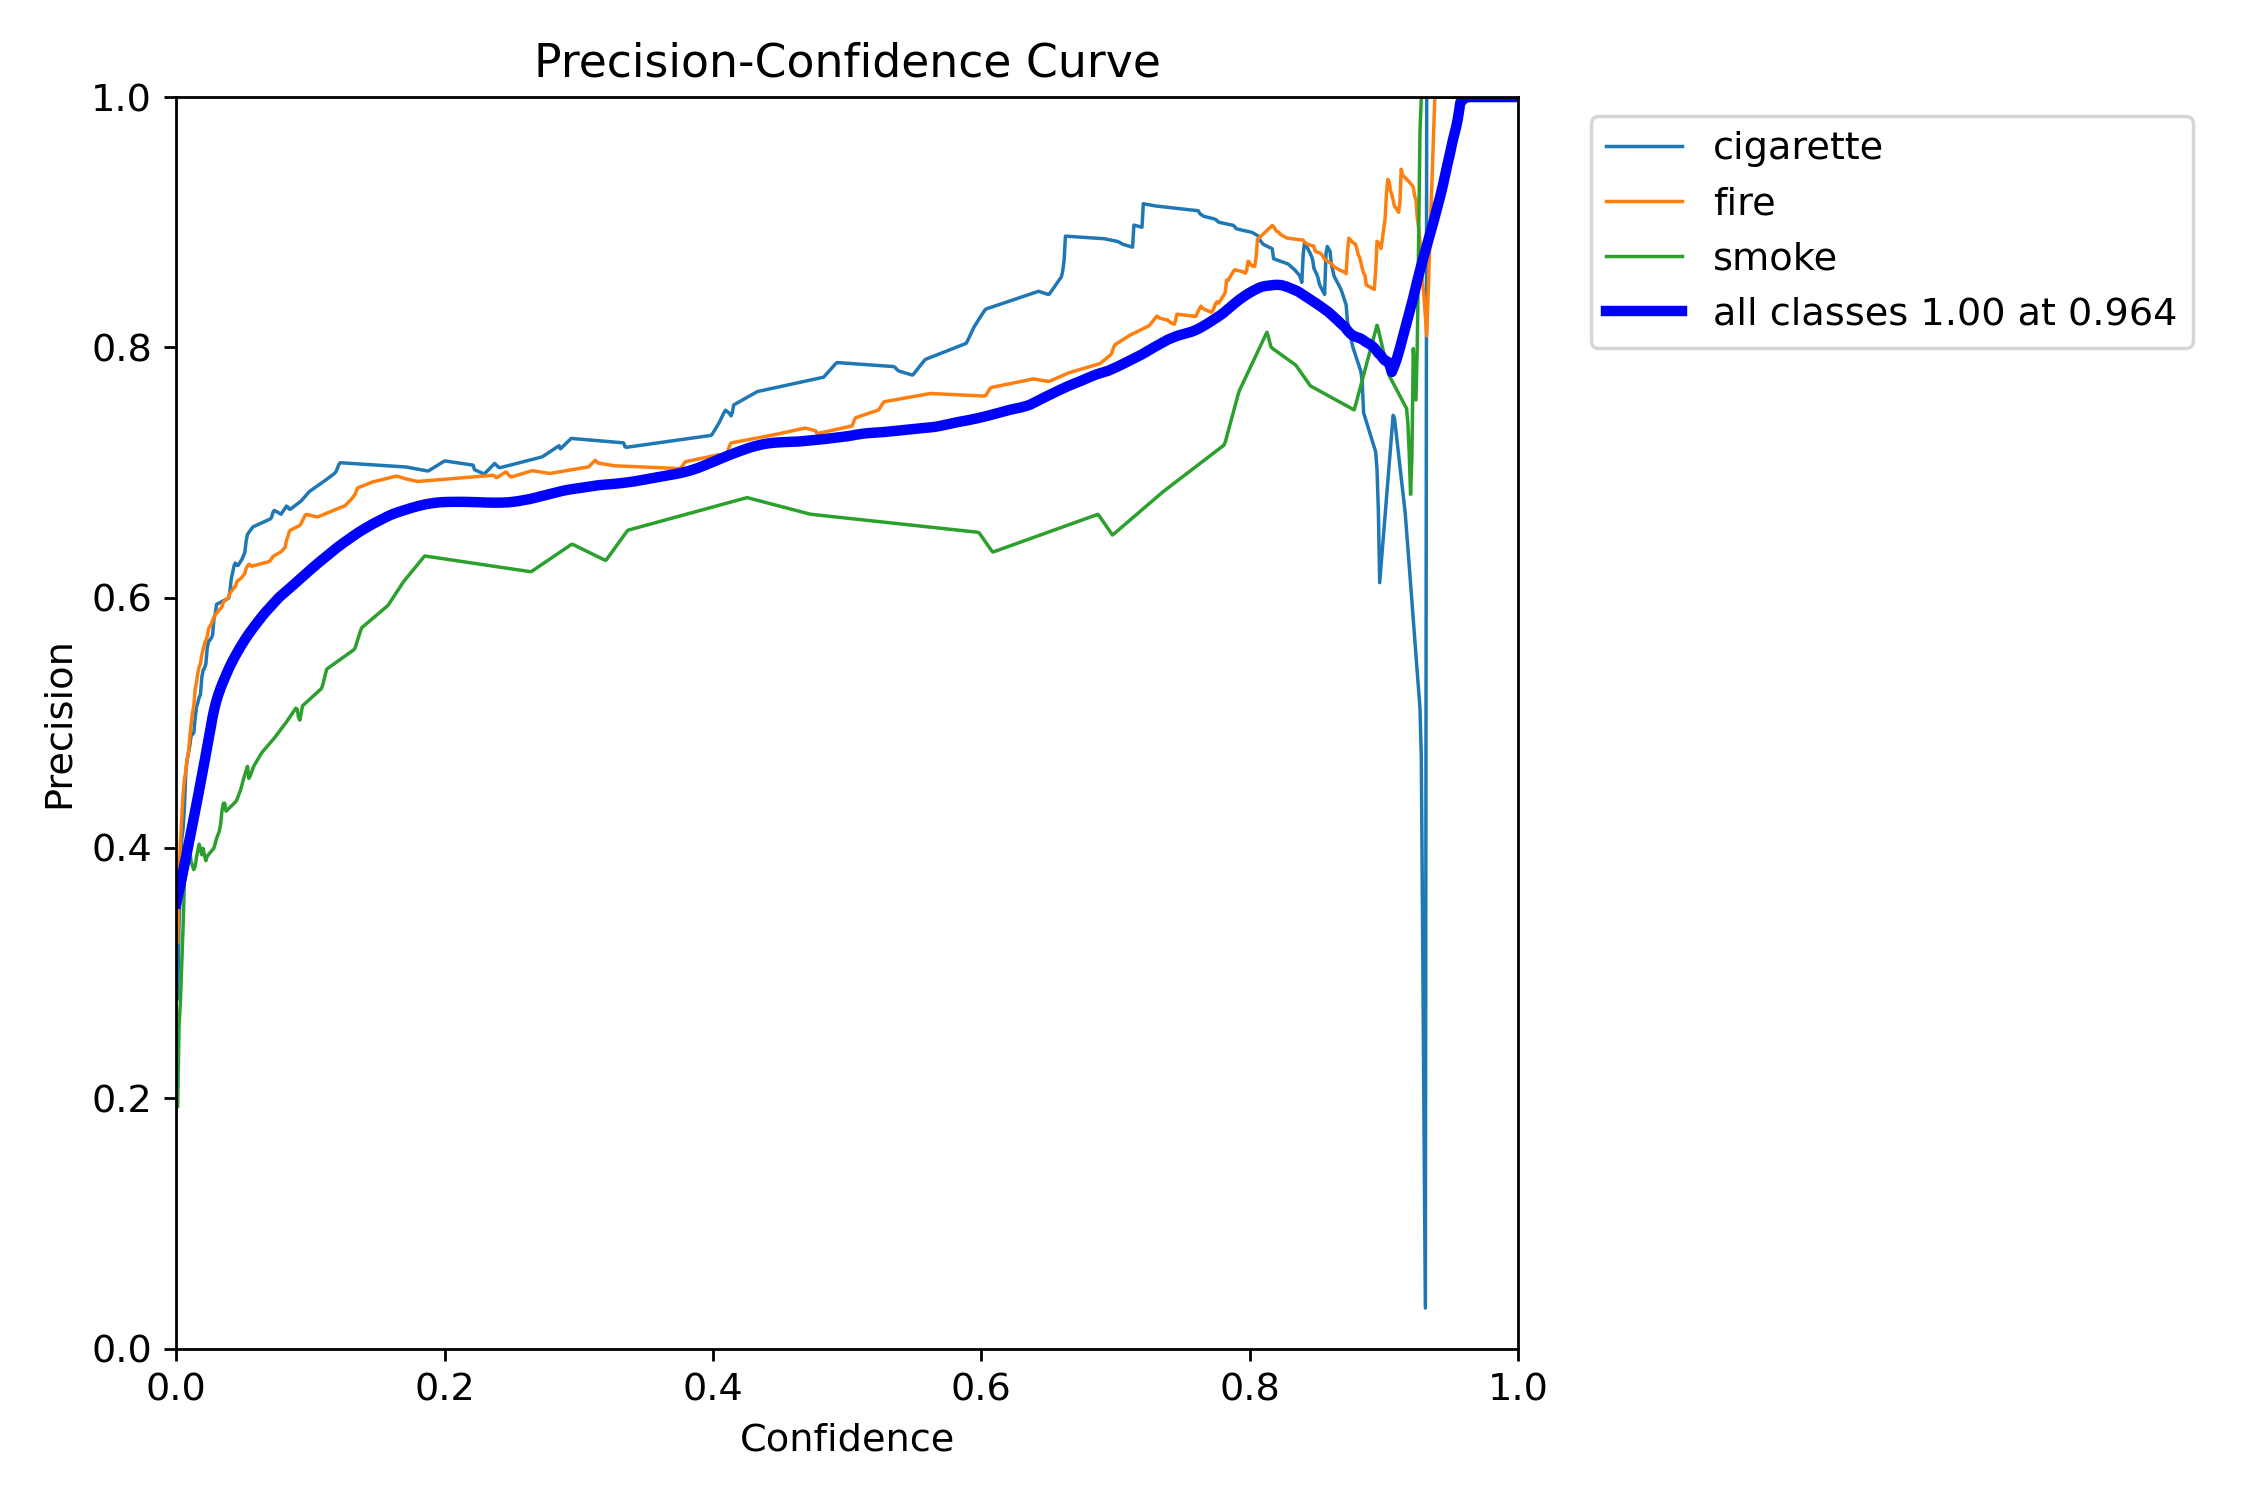 Precision-Confidence Curve
1.0
0.8
0.6
0.4
0.2
0.0
Precision
0.0 0.2 0.4 0.6 0.8 1.0
Confidence
cigarette
fire
smoke
all classes 1.00 at 0.964